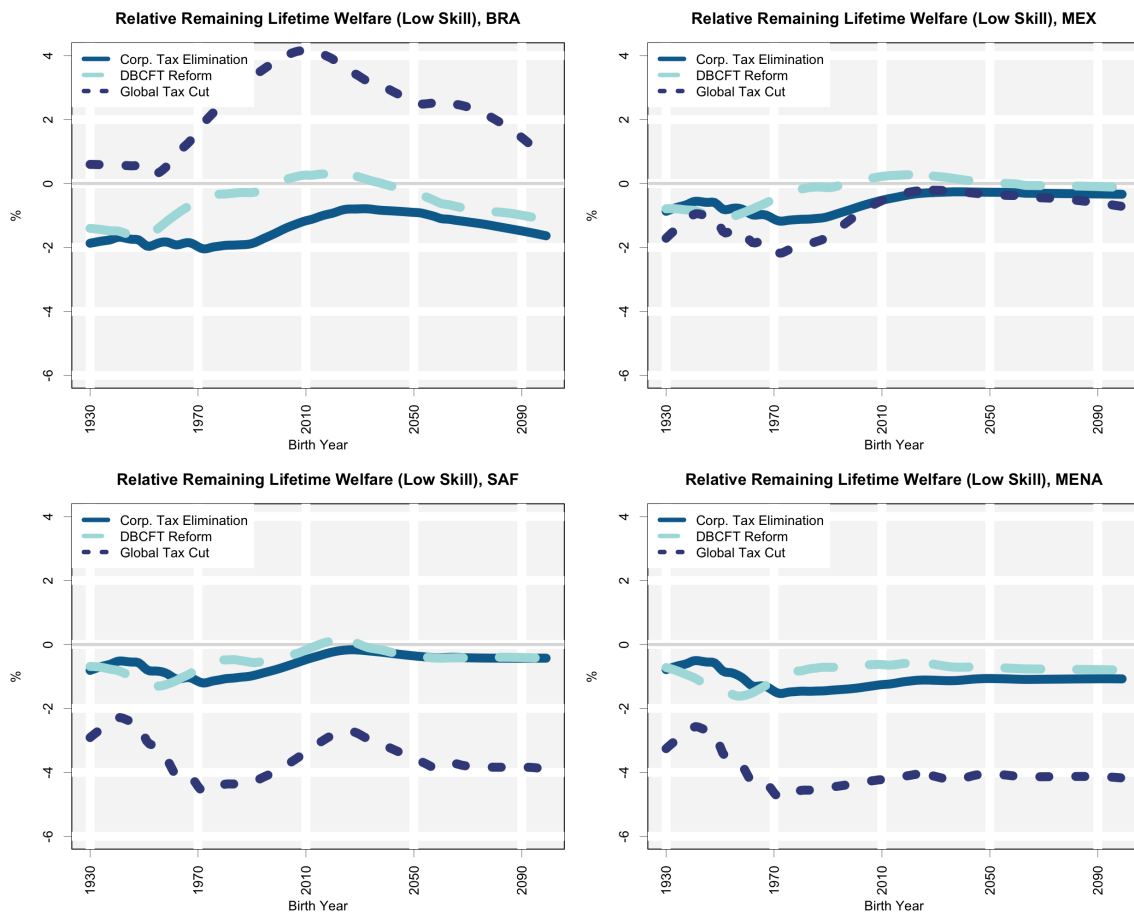 Relative Remaining Lifetime Welfare (Low Skill), BRA
4
2
0
-2
-4
-6
%
Corp. Tax Elimination
DBCFT Reform
Global Tax Cut
1930
1970
2010
2050
2090
Birth Year
Relative Remaining Lifetime Welfare (Low Skill), MEX
4
2
0
-2
-4
-6
%
Corp. Tax Elimination
DBCFT Reform
Global Tax Cut
1930
1970
2010
2050
2090
Birth Year
Relative Remaining Lifetime Welfare (Low Skill), SAF
4
2
0
-2
-4
-6
%
Corp. Tax Elimination
DBCFT Reform
Global Tax Cut
1930
1970
2010
2050
2090
Birth Year
Relative Remaining Lifetime Welfare (Low Skill), MENA
4
2
0
-2
-4
-6
%
Corp. Tax Elimination
DBCFT Reform
Global Tax Cut
1930
1970
2010
2050
2090
Birth Year